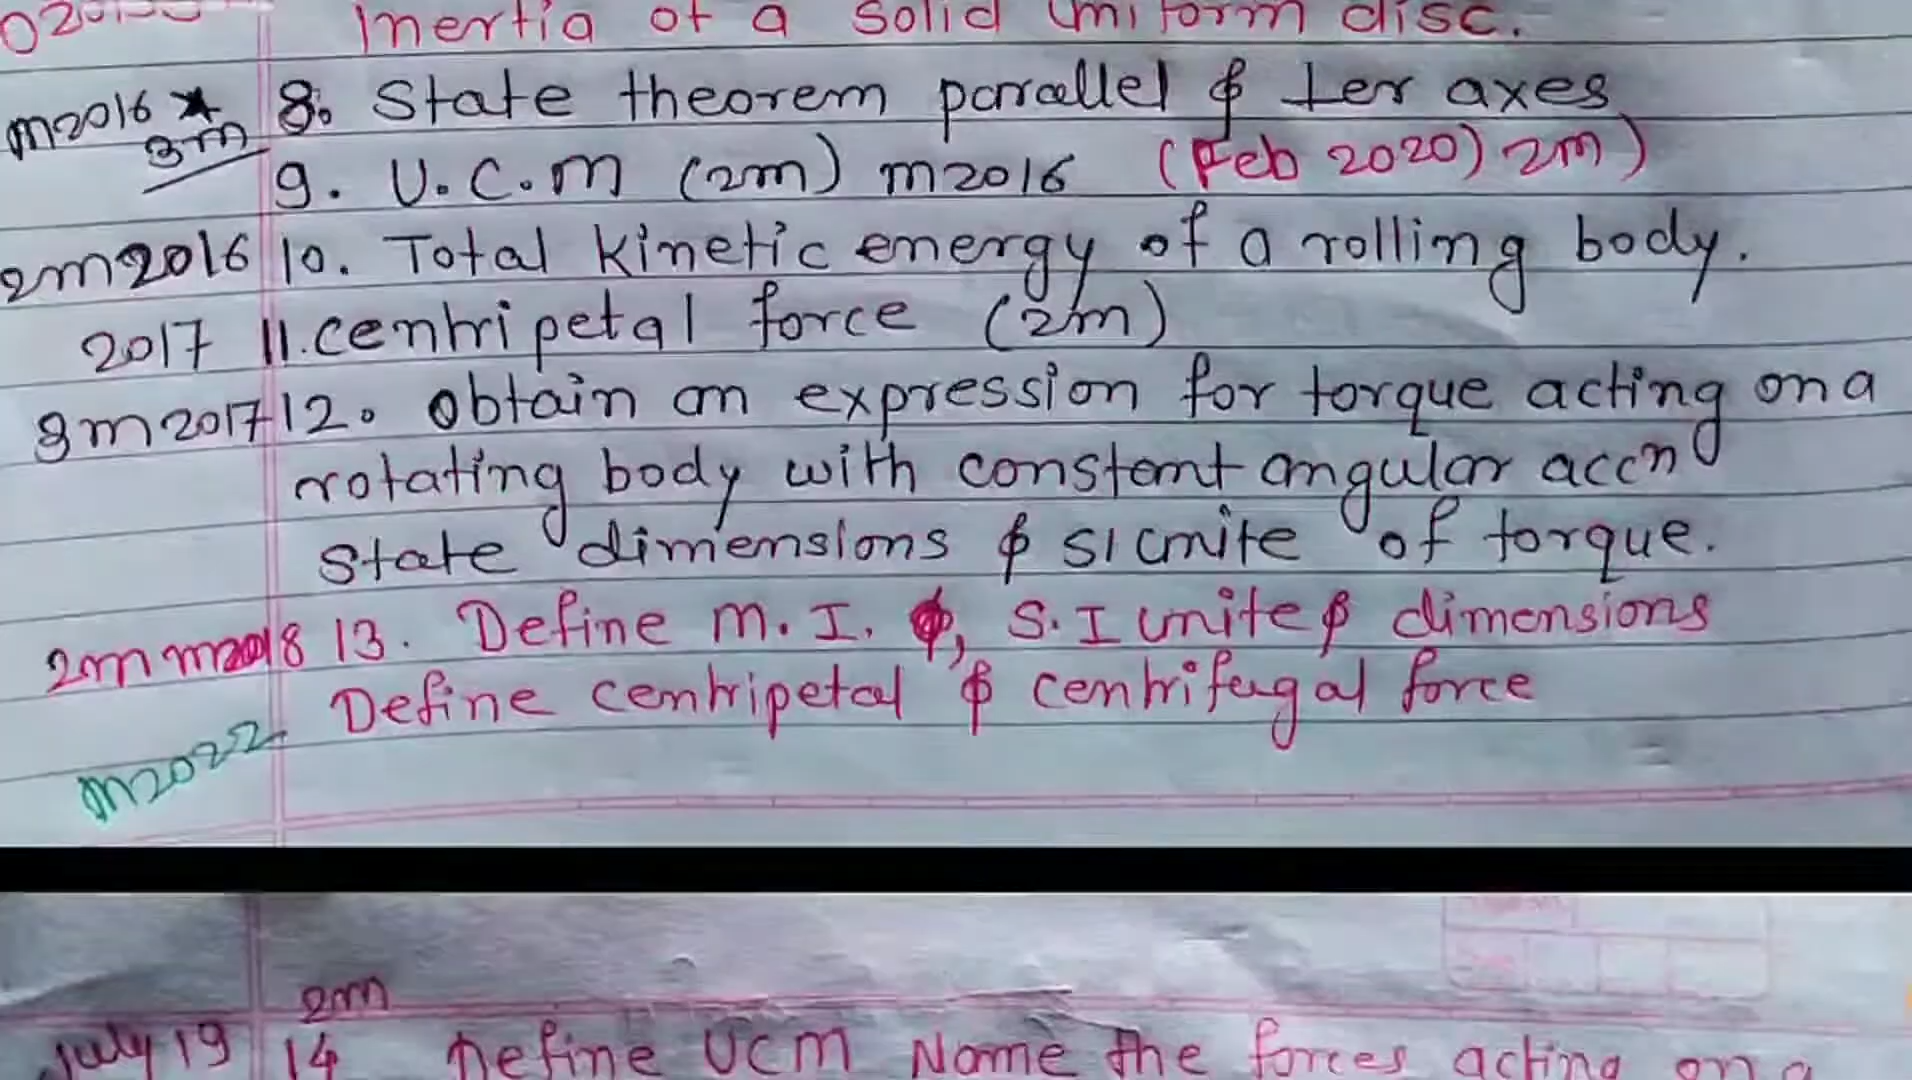 Inertia of a solid Uniform disc.
m2016 ★ 8. State theorem parallel & ⊥er axes
3m
9. U.C.m (2m) m2016 (Feb 2020) 2m)
2m2016 10. Total kinetic energy of a rolling body.
2017 11. centripetal force (2m)
3m2017 12. Obtain an expression for torque acting on a
rotating body with constant angular accn
State dimensions & SI unite of torque.
2m m2018 13. Define M.I. &, S.I unite & dimensions
Define centripetal & centrifugal force
M2022
2m
July 19 14 Define UCM Name the forces acting on a